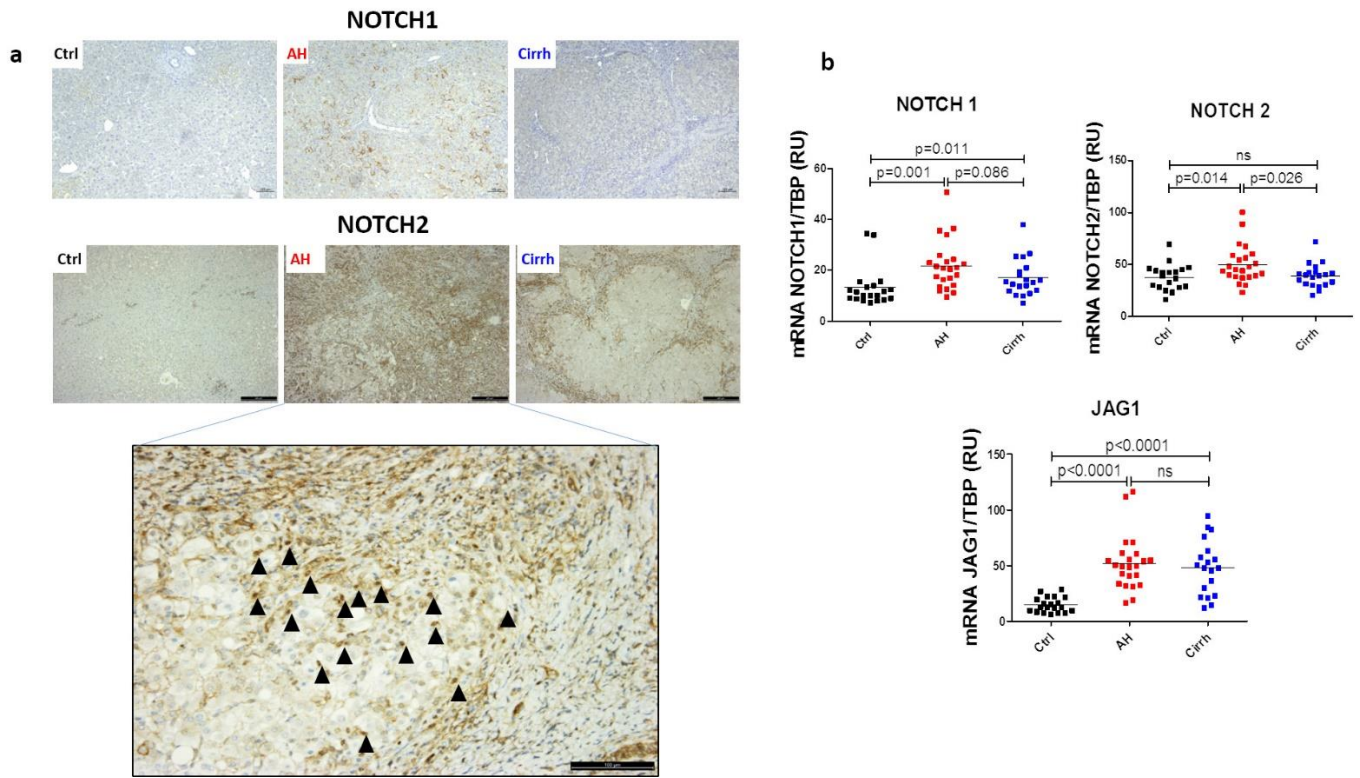 a
NOTCH1
Ctrl
AH
Cirrh
NOTCH2
Ctrl
AH
Cirrh
100 µm
b
NOTCH 1
mRNA NOTCH1/TBP (RU)
p=0.011
p=0.001
p=0.086
60
40
20
0
Ctrl
AH
Cirrh
NOTCH 2
mRNA NOTCH2/TBP (RU)
ns
p=0.014
p=0.026
150
100
50
0
Ctrl
AH
Cirrh
JAG1
mRNA JAG1/TBP (RU)
p<0.0001
p<0.0001
ns
150
100
50
0
Ctrl
AH
Cirrh